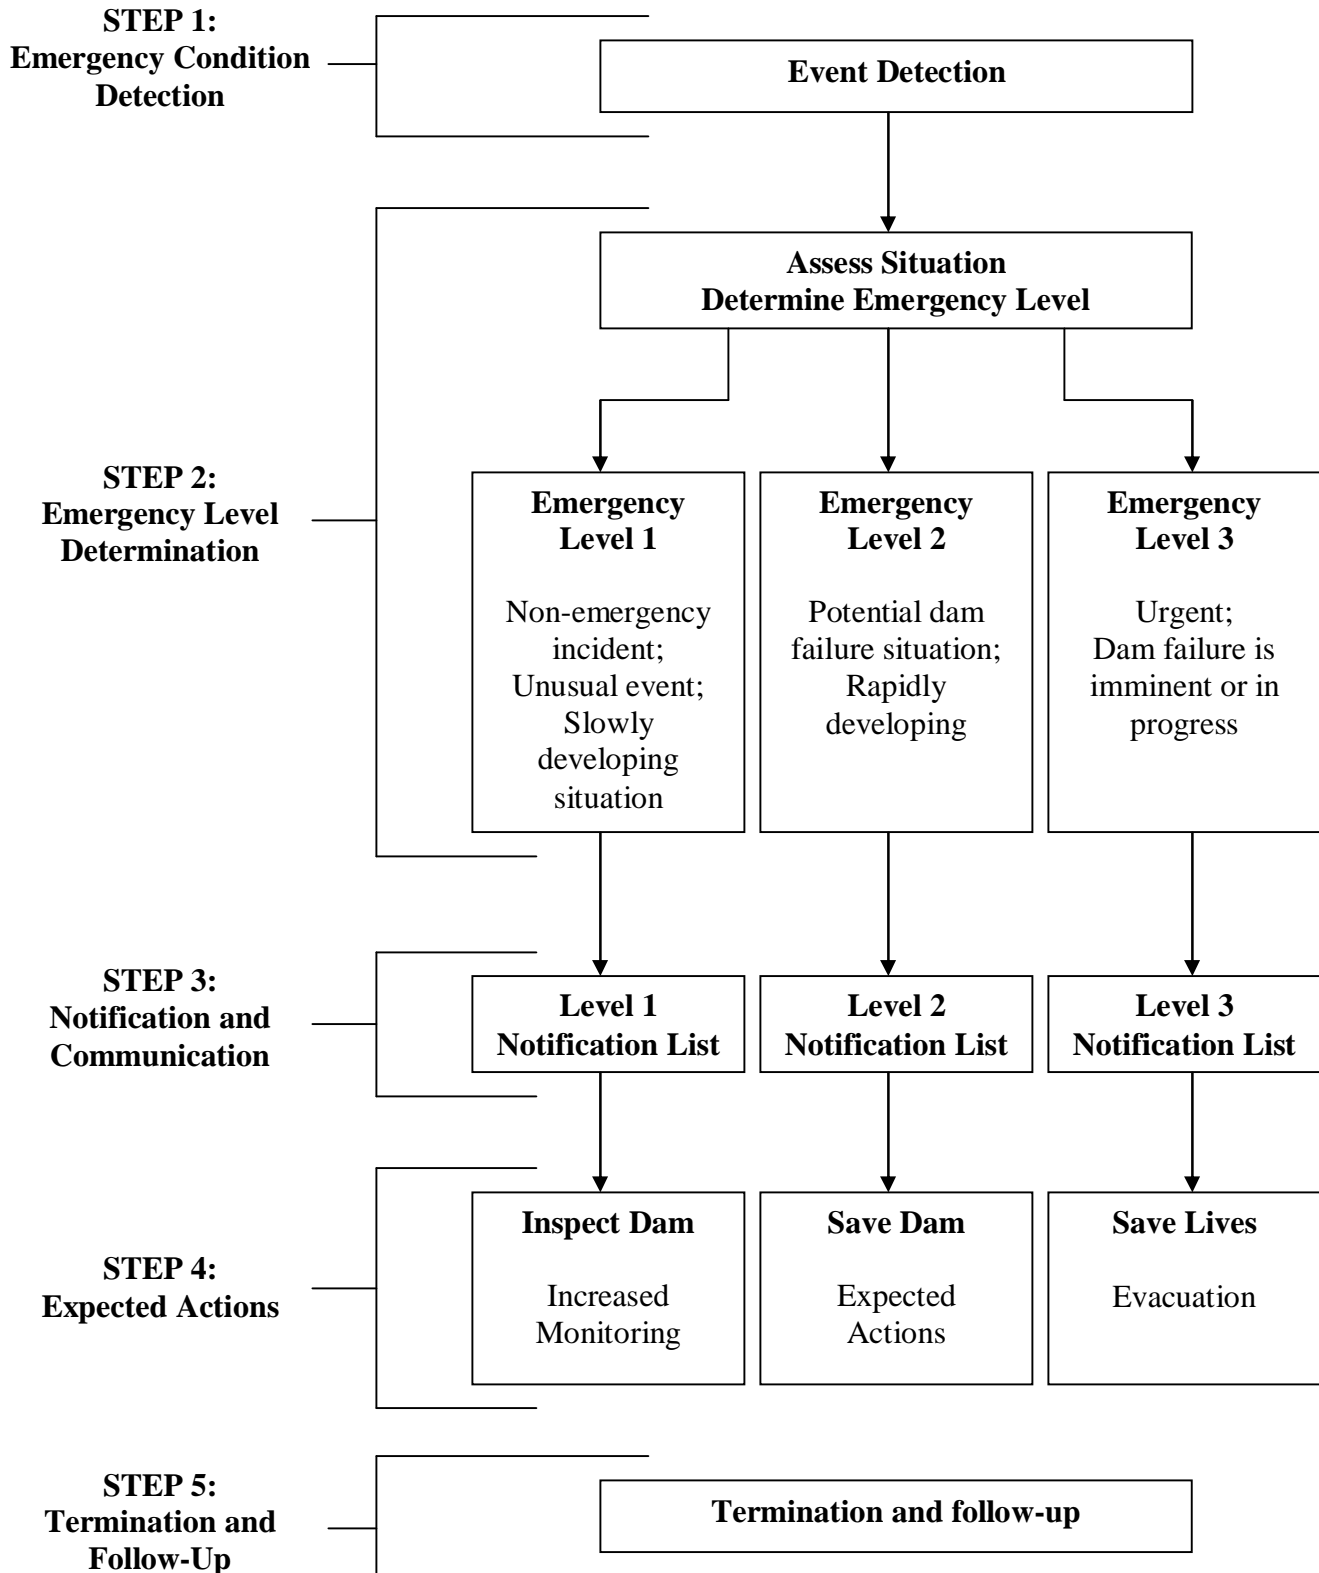 STEP 1:
Emergency Condition
Detection
Event Detection
Assess Situation
Determine Emergency Level
STEP 2:
Emergency Level
Determination
Emergency
Level 1
Non-emergency
incident;
Unusual event;
Slowly
developing
situation
Emergency
Level 2
Potential dam
failure situation;
Rapidly
developing
Emergency
Level 3
Urgent;
Dam failure is
imminent or in
progress
STEP 3:
Notification and
Communication
Level 1
Notification List
Level 2
Notification List
Level 3
Notification List
STEP 4:
Expected Actions
Inspect Dam
Increased
Monitoring
Save Dam
Expected
Actions
Save Lives
Evacuation
STEP 5:
Termination and
Follow-Up
Termination and follow-up